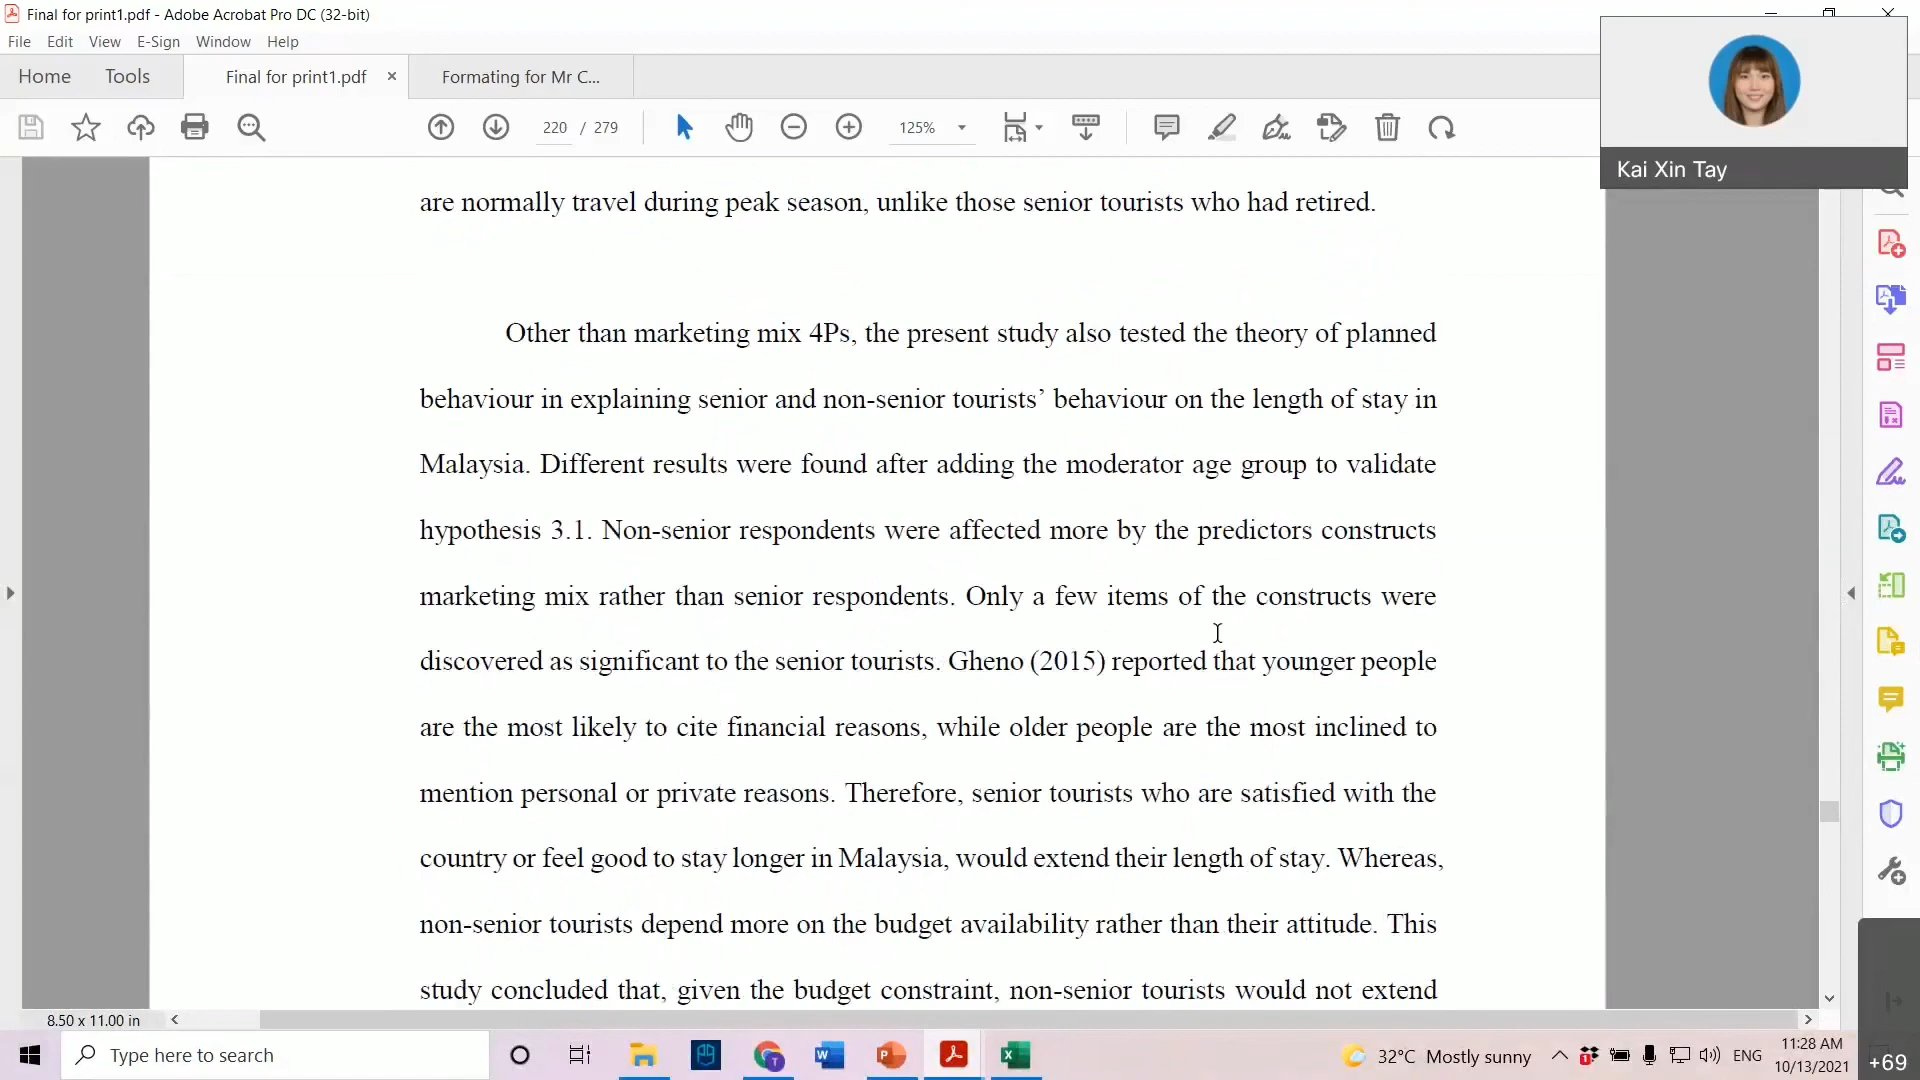 Final for print1.pdf - Adobe Acrobat Pro DC (32-bit)
File Edit View E-Sign Window Help
Home Tools Final for print1.pdf × Formating for Mr C...
220 / 279 125%
Kai Xin Tay
are normally travel during peak season, unlike those senior tourists who had retired.
Other than marketing mix 4Ps, the present study also tested the theory of planned
behaviour in explaining senior and non-senior tourists’ behaviour on the length of stay in
Malaysia. Different results were found after adding the moderator age group to validate
hypothesis 3.1. Non-senior respondents were affected more by the predictors constructs
marketing mix rather than senior respondents. Only a few items of the constructs were
discovered as significant to the senior tourists. Gheno (2015) reported that younger people
are the most likely to cite financial reasons, while older people are the most inclined to
mention personal or private reasons. Therefore, senior tourists who are satisfied with the
country or feel good to stay longer in Malaysia, would extend their length of stay. Whereas,
non-senior tourists depend more on the budget availability rather than their attitude. This
study concluded that, given the budget constraint, non-senior tourists would not extend
8.50 x 11.00 in
Type here to search
32°C Mostly sunny
ENG
11:28 AM
10/13/2021
+69